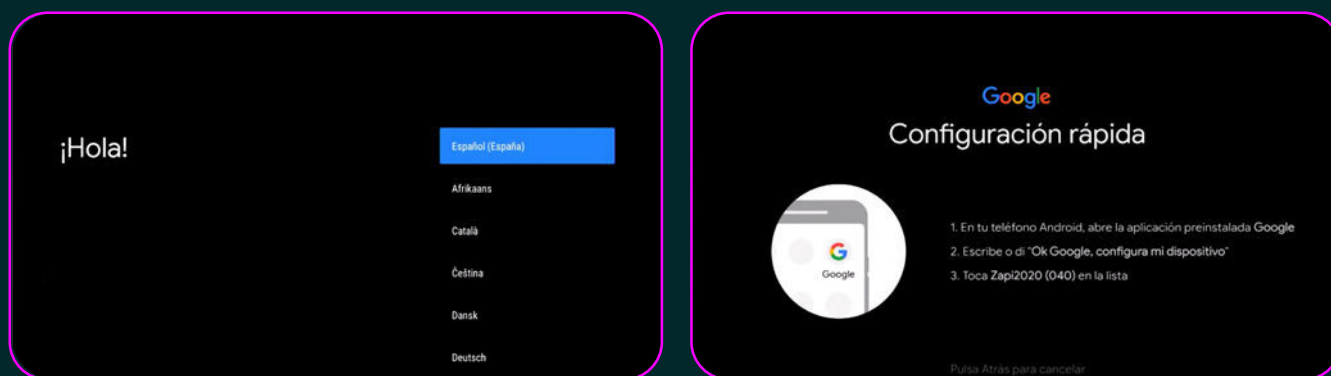 ¡Hola!
Español (España)
Afrikaans
Català
Čeština
Dansk
Deutsch
Google
Configuración rápida
Google
1. En tu teléfono Android, abre la aplicación preinstalada Google
2. Escribe o di "Ok Google, configura mi dispositivo"
3. Toca Zapi2020 (040) en la lista
Pulsa Atrás para cancelar